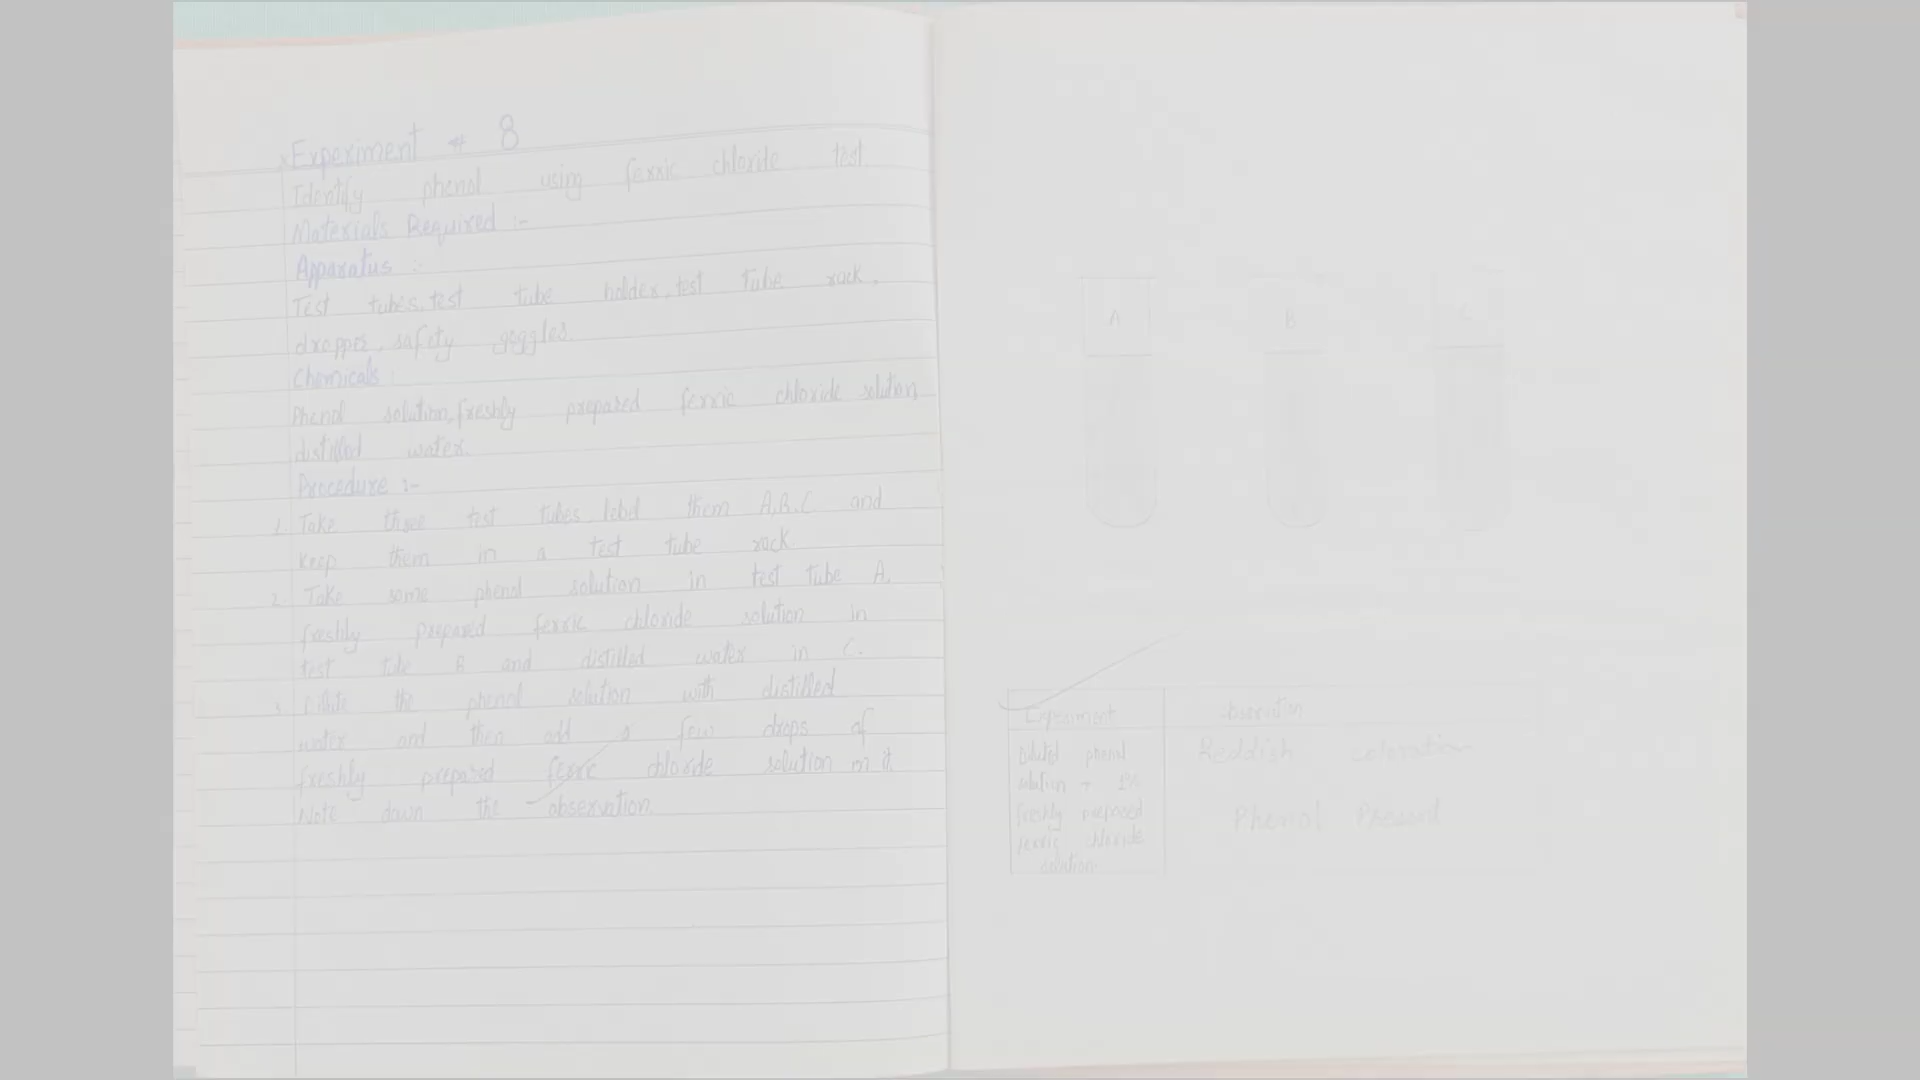 Experiment # 8
Identify phenol using ferric chlorite test
Materials Required :-
Apparatus :-
Test tubes, test tube holder, test tube rack,
dropper, safety goggles.
Chemicals :
Phenol solution, freshly prepared ferric chloride solution,
distilled water.
Procedure :-
1. Take three test tubes, label them A,B,C and
keep them in a test tube rack.
2. Take some phenol solution in test tube A,
freshly prepared ferric chloride solution in
test tube B and distilled water in C.
3. Dilute the phenol solution with distilled
water and then add a few drops of
freshly prepared ferric chloride solution in it.
Note down the observation.
A B C
Experiment
Diluted phenol
solution + 1%
freshly prepared
ferric chloride
solution
Observation
Reddish coloration
Phenol